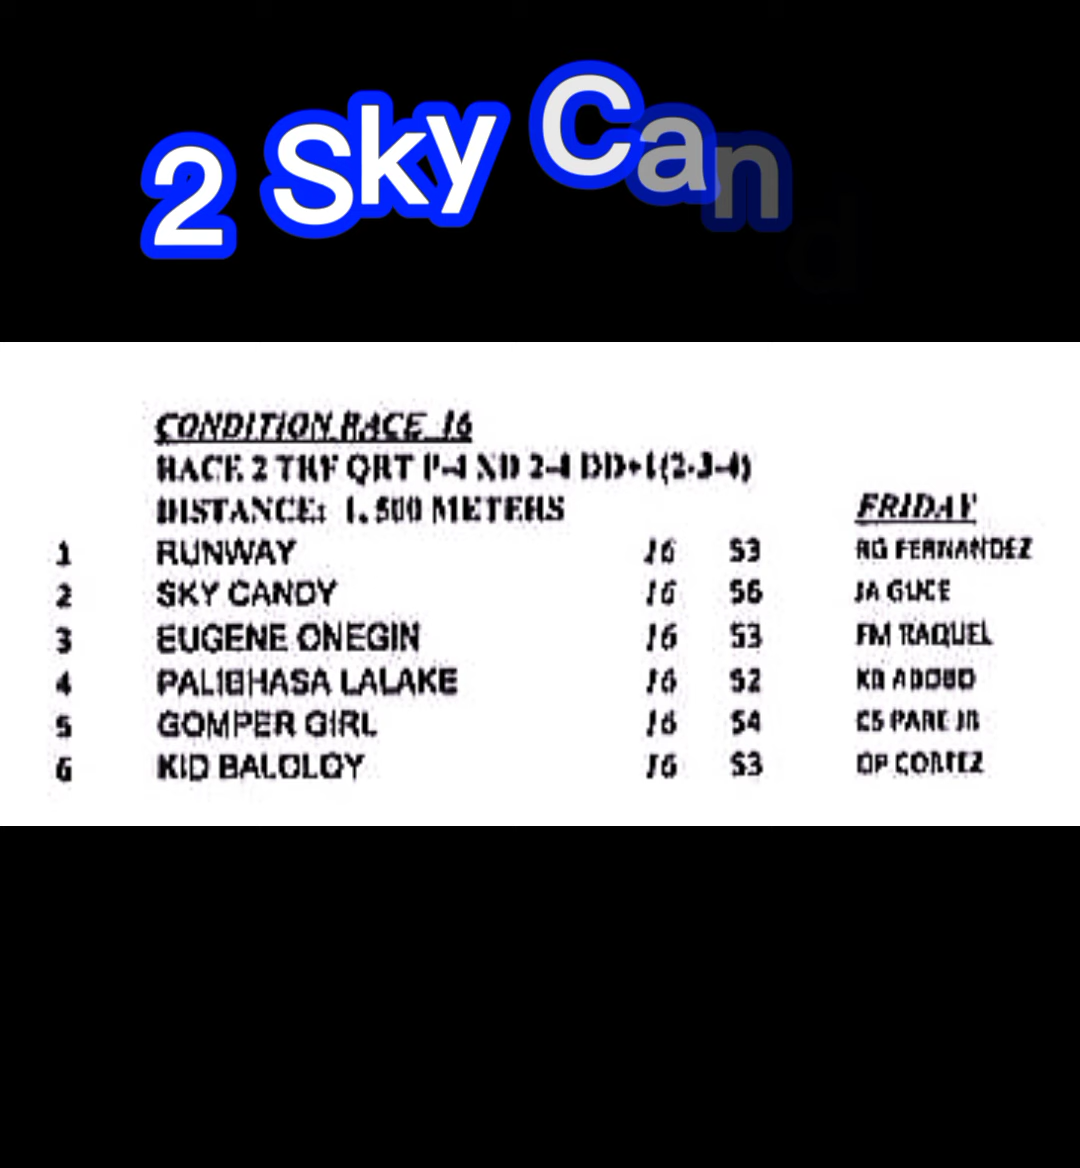 2 Sky Cand
CONDITION RACE 16
RACE 2 TRF QRT P-4 ND 2-4 DD+1(2-3-4)
DISTANCE: 1,500 METERS FRIDAY
1 RUNWAY 16 53 RG FERNANDEZ
2 SKY CANDY 16 56 JA GUCE
3 EUGENE ONEGIN 16 53 FM RAQUEL
4 PALIBHASA LALAKE 16 52 KB ABOBO
5 GOMPER GIRL 16 54 CS PARE JR
6 KID BALOLOY 16 53 OP CORTEZ